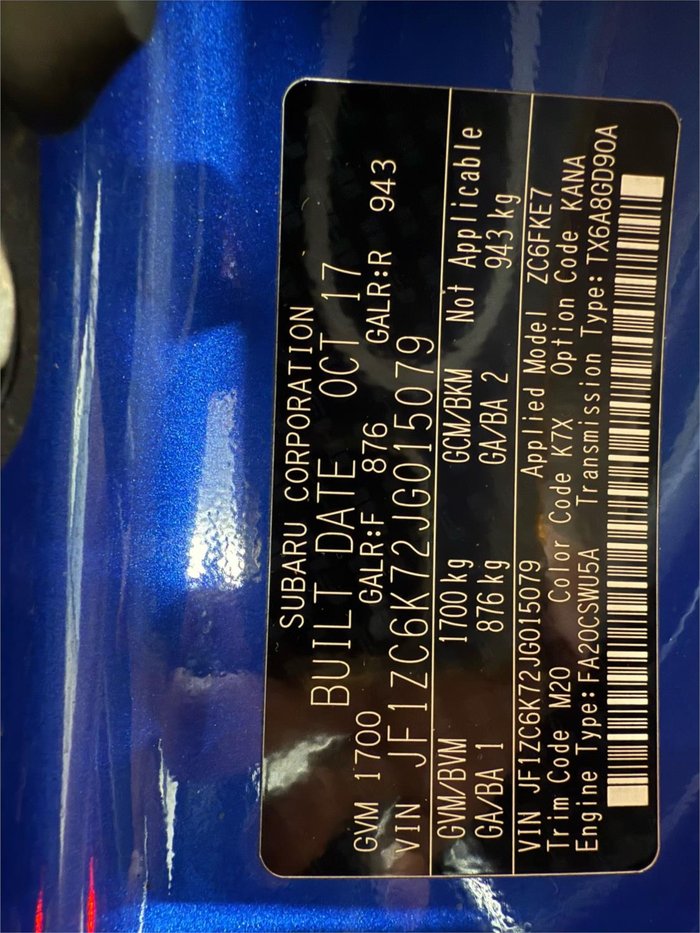 SUBARU CORPORATION
BUILT DATE OCT 17
GVM 1700 GALR:F 876 GALR:R 943
VIN JF1ZC6K72JG015079
GVM/BVM 1700 kg GCM/BKM Not Applicable
GA/BA 1 876 kg GA/BA 2 943 kg
VIN JF1ZC6K72JG015079 Applied Model ZC6FKE7
Trim Code M20 Color Code K7X Option Code KANA
Engine Type: FA20CSWU5A Transmission Type: TX6A8GD90A